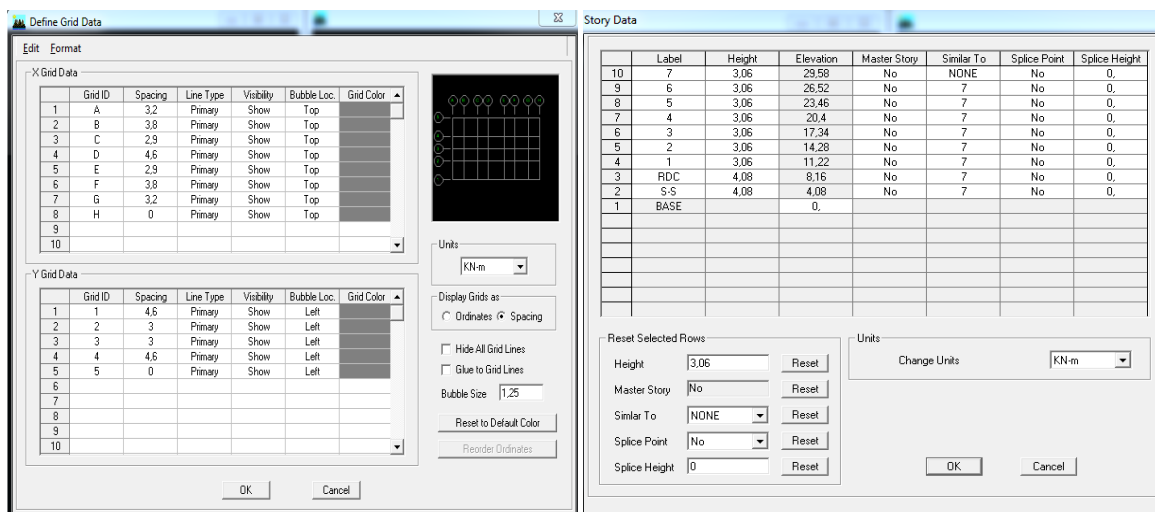 Define Grid Data
Edit Format
X Grid Data
Grid ID Spacing Line Type Visibility Bubble Loc. Grid Color
1 A 3,2 Primary Show Top
2 B 3,8 Primary Show Top
3 C 2,9 Primary Show Top
4 D 4,6 Primary Show Top
5 E 2,9 Primary Show Top
6 F 3,8 Primary Show Top
7 G 3,2 Primary Show Top
8 H 0 Primary Show Top
9
10
Y Grid Data
Grid ID Spacing Line Type Visibility Bubble Loc. Grid Color
1 1 4,6 Primary Show Left
2 2 3 Primary Show Left
3 3 3 Primary Show Left
4 4 4,6 Primary Show Left
5 5 0 Primary Show Left
6
7
8
9
10
Units
KN-m
Display Grids as
Ordinates Spacing
Hide All Grid Lines
Glue to Grid Lines
Bubble Size 1,25
Reset to Default Color
Reorder Ordinates
OK Cancel
Story Data
Label Height Elevation Master Story Similar To Splice Point Splice Height
10 7 3,06 29,58 No NONE No 0,
9 6 3,06 26,52 No 7 No 0,
8 5 3,06 23,46 No 7 No 0,
7 4 3,06 20,4 No 7 No 0,
6 3 3,06 17,34 No 7 No 0,
5 2 3,06 14,28 No 7 No 0,
4 1 3,06 11,22 No 7 No 0,
3 RDC 4,08 8,16 No 7 No 0,
2 S-S 4,08 4,08 No 7 No 0,
1 BASE 0,
Reset Selected Rows
Height 3,06 Reset
Master Story No Reset
Simlar To NONE Reset
Splice Point No Reset
Splice Height 0 Reset
Units
Change Units KN-m
OK Cancel